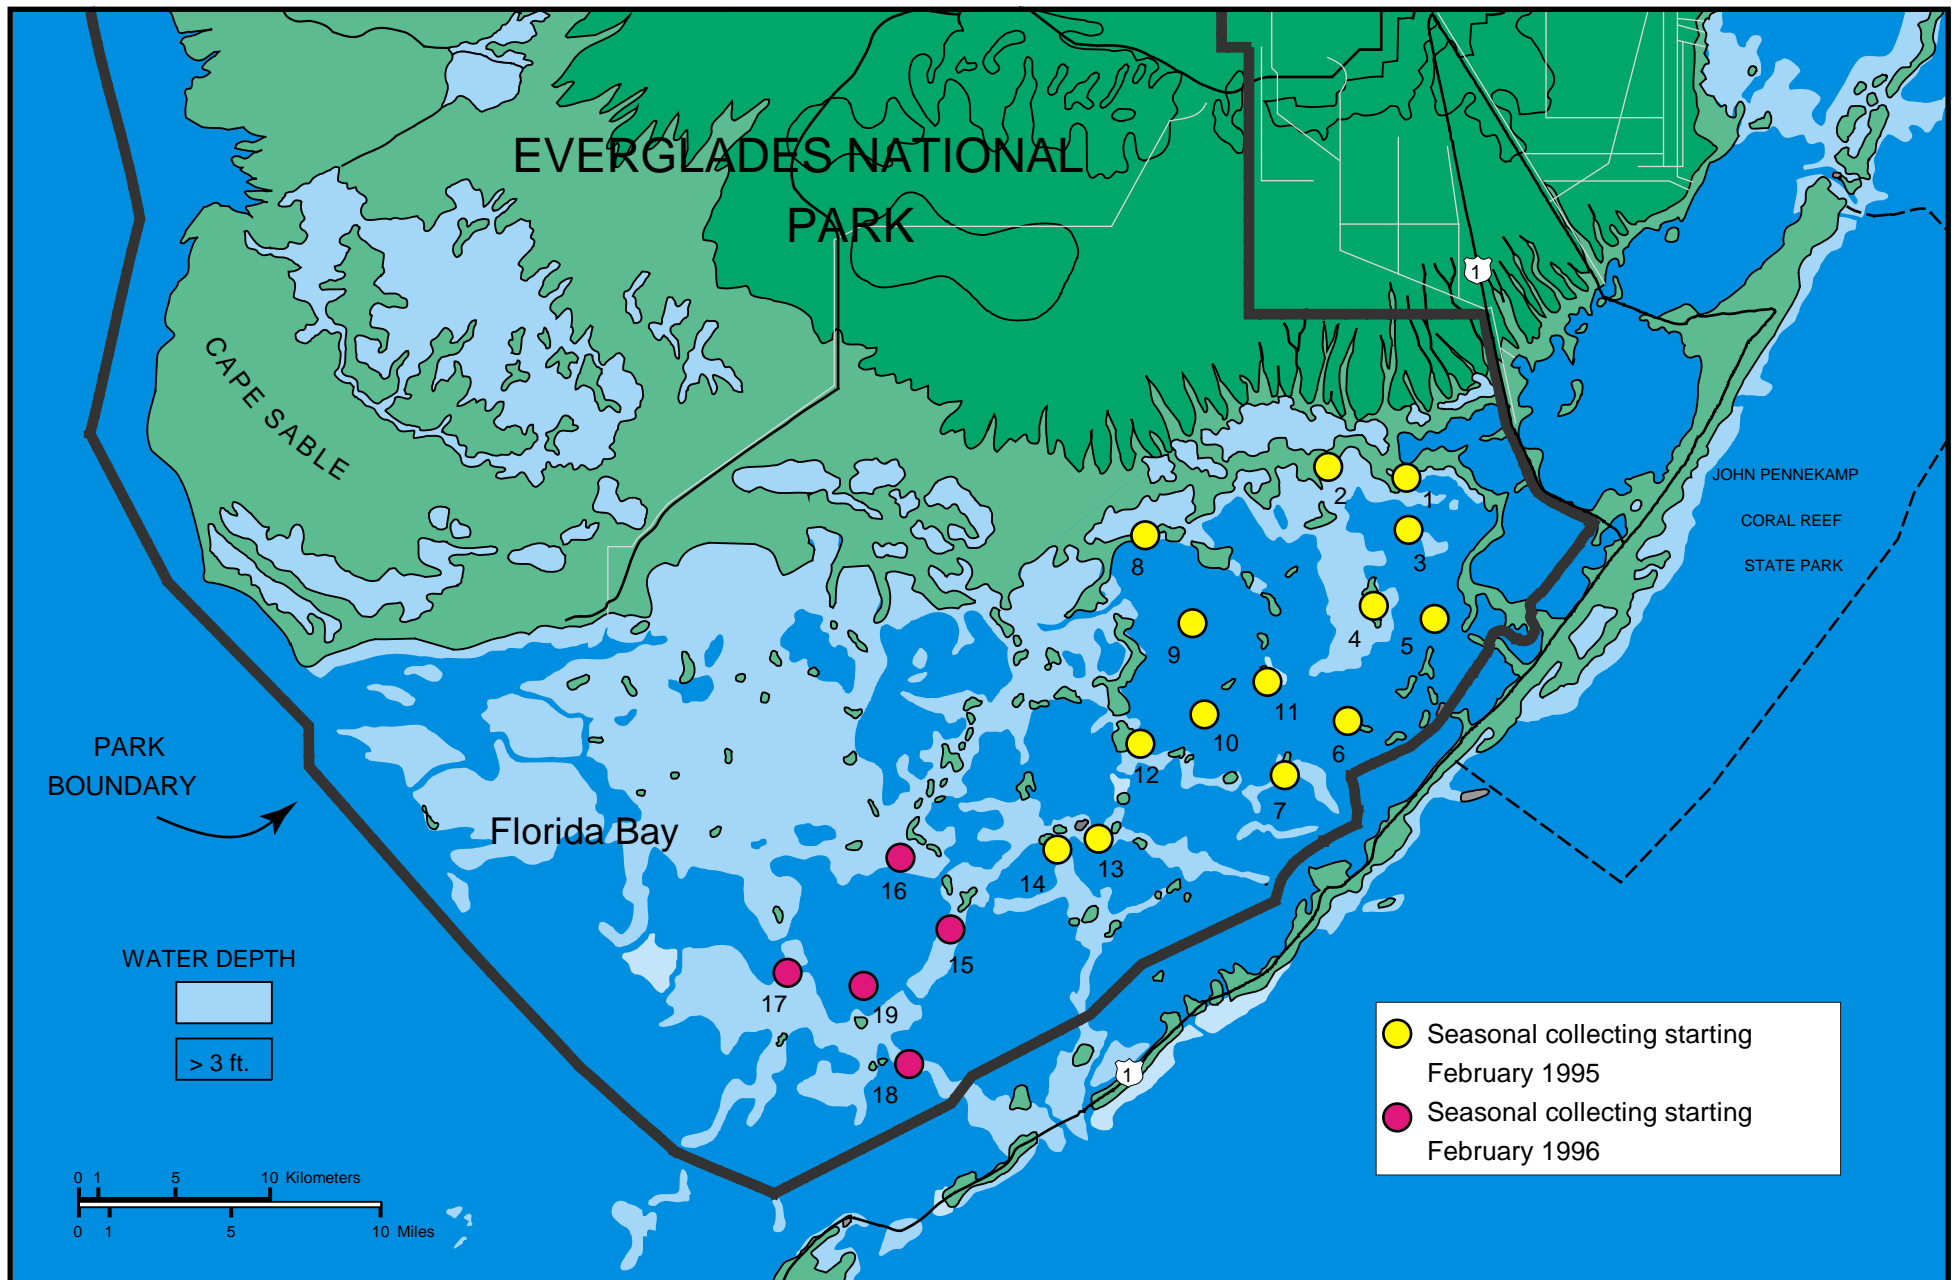 EVERGLADES NATIONAL
PARK
1
CAPE SABLE
JOHN PENNEKAMP
CORAL REEF
STATE PARK
2
1
3
8
4
5
9
11
10
6
12
7
PARK
BOUNDARY
Florida Bay
14
13
16
15
17
19
18
WATER DEPTH
> 3 ft.
1
Seasonal collecting starting
February 1995
Seasonal collecting starting
February 1996
0 1 5 10 Kilometers
0 1 5 10 Miles